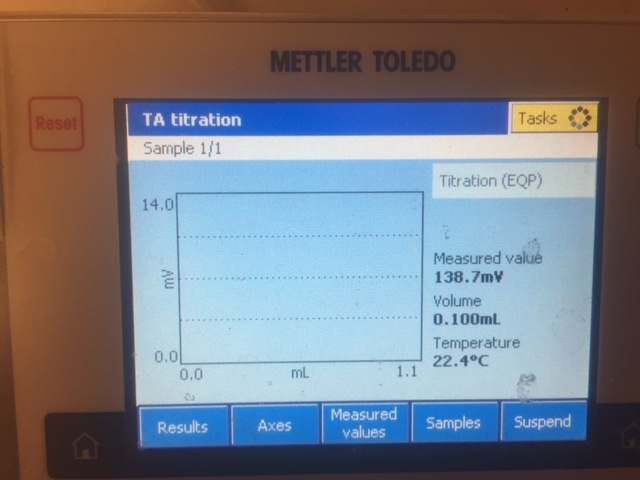 METTLER TOLEDO
Reset
TA titration
Tasks
Sample 1/1
Titration (EQP)
14.0
mV
0.0
0.0
mL
1.1
Measured value
138.7mV
Volume
0.100mL
Temperature
22.4°C
Results
Axes
Measured
values
Samples
Suspend